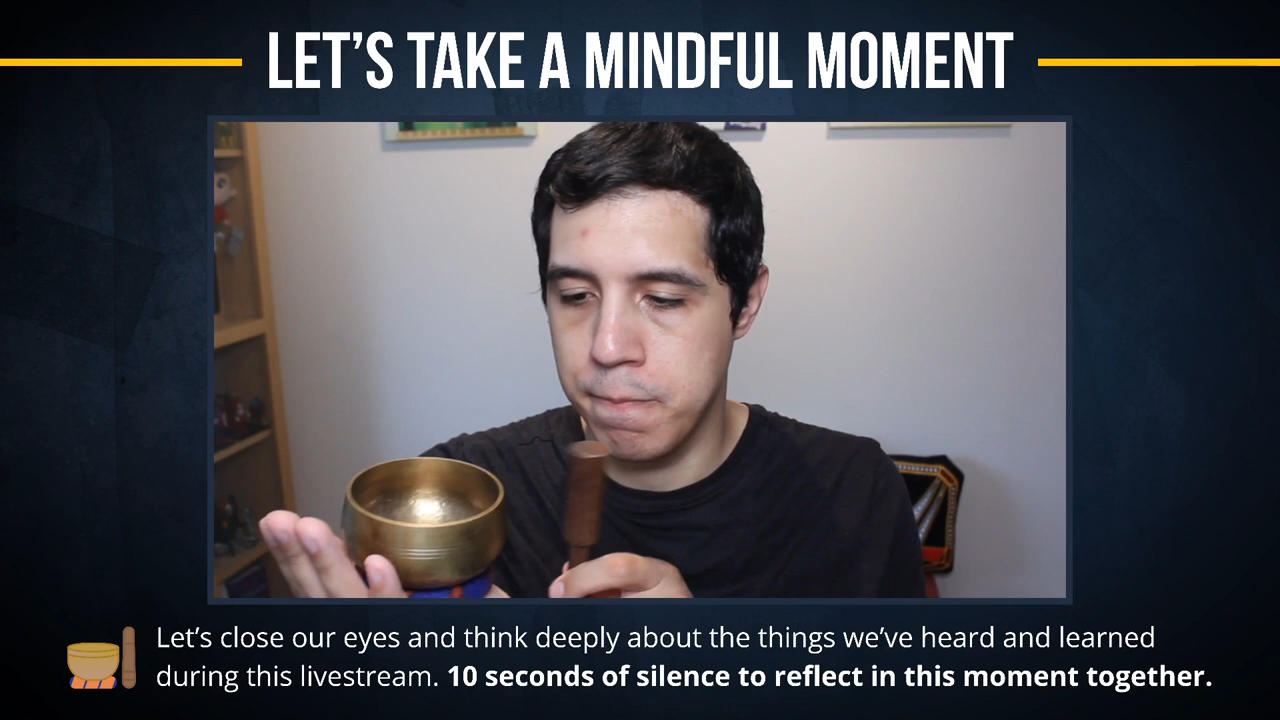 LET’S TAKE A MINDFUL MOMENT
Let’s close our eyes and think deeply about the things we’ve heard and learned
during this livestream. 10 seconds of silence to reflect in this moment together.